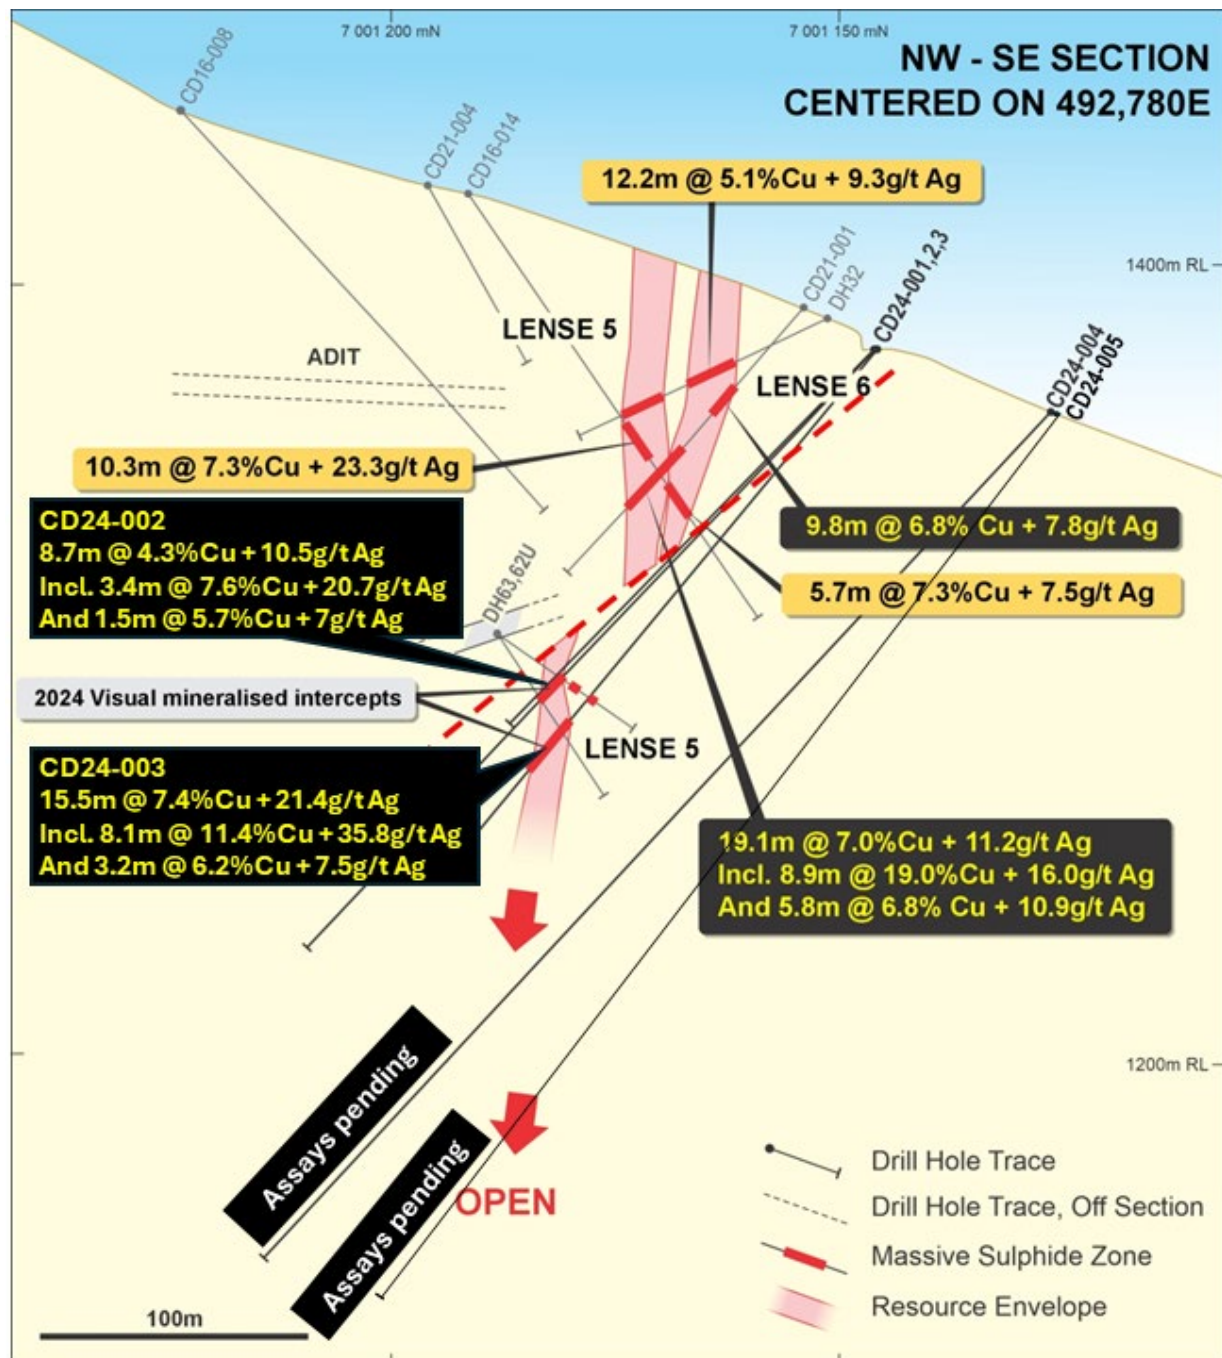 7 001 200 mN
7 001 150 mN
NW - SE SECTION
CENTERED ON 492,780E
CD16-008
CD21-004
CD16-014
12.2m @ 5.1%Cu + 9.3g/t Ag
CD21-001
DH32
CD24-001,2,3
1400m RL
LENSE 5
ADIT
LENSE 6
CD24-004
CD24-005
10.3m @ 7.3%Cu + 23.3g/t Ag
CD24-002
8.7m @ 4.3%Cu + 10.5g/t Ag
Incl. 3.4m @ 7.6%Cu + 20.7g/t Ag
And 1.5m @ 5.7%Cu + 7g/t Ag
9.8m @ 6.8% Cu + 7.8g/t Ag
5.7m @ 7.3%Cu + 7.5g/t Ag
DH63,62U
2024 Visual mineralised intercepts
LENSE 5
CD24-003
15.5m @ 7.4%Cu + 21.4g/t Ag
Incl. 8.1m @ 11.4%Cu + 35.8g/t Ag
And 3.2m @ 6.2%Cu + 7.5g/t Ag
19.1m @ 7.0%Cu + 11.2g/t Ag
Incl. 8.9m @ 19.0%Cu + 16.0g/t Ag
And 5.8m @ 6.8% Cu + 10.9g/t Ag
1200m RL
Assays pending
Assays pending
OPEN
Drill Hole Trace
Drill Hole Trace, Off Section
Massive Sulphide Zone
Resource Envelope
100m